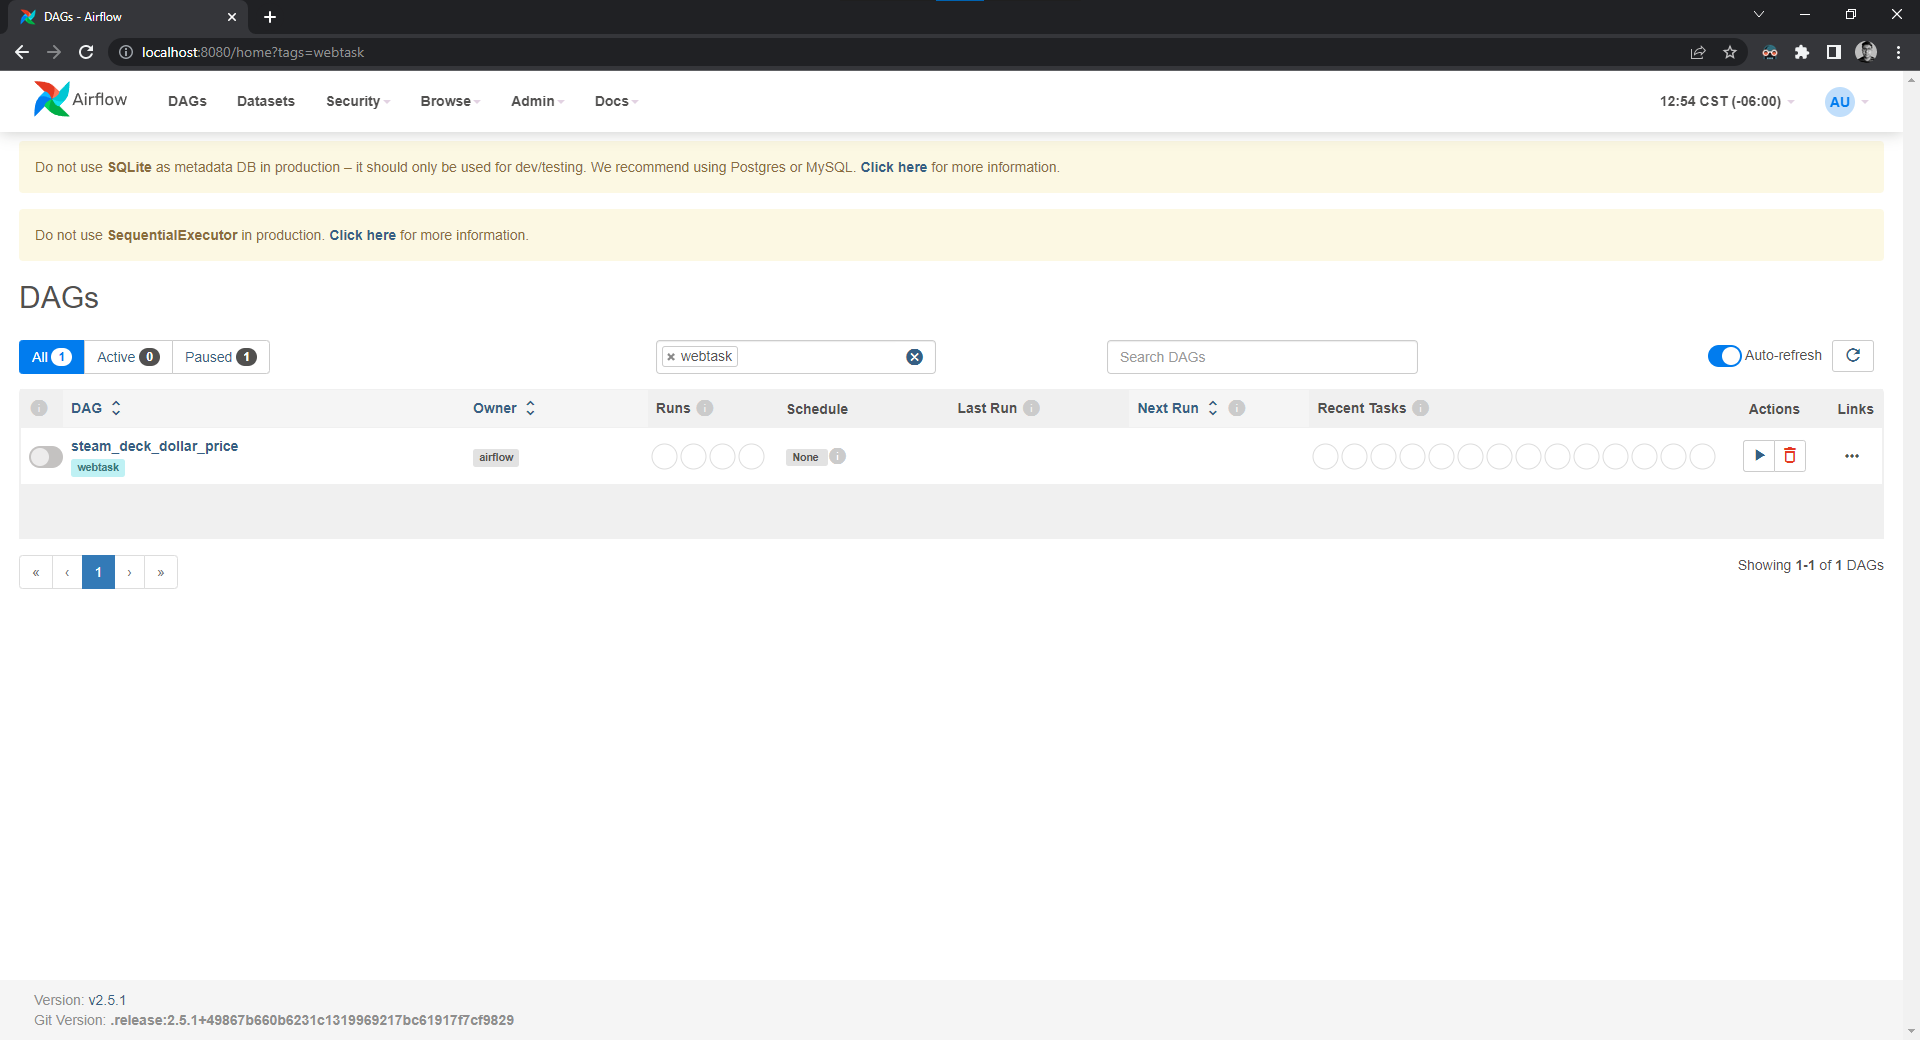 DAGs - Airflow
localhost:8080/home?tags=webtask
Airflow DAGs Datasets Security Browse Admin Docs 12:54 CST (-06:00) AU
Do not use SQLite as metadata DB in production – it should only be used for dev/testing. We recommend using Postgres or MySQL. Click here for more information.
Do not use SequentialExecutor in production. Click here for more information.
DAGs
All 1 Active 0 Paused 1 × webtask Search DAGs Auto-refresh
DAG Owner Runs Schedule Last Run Next Run Recent Tasks Actions Links
steam_deck_dollar_price
webtask airflow None
« ‹ 1 › » Showing 1-1 of 1 DAGs
Version: v2.5.1
Git Version: .release:2.5.1+49867b660b6231c1319969217bc61917f7cf9829